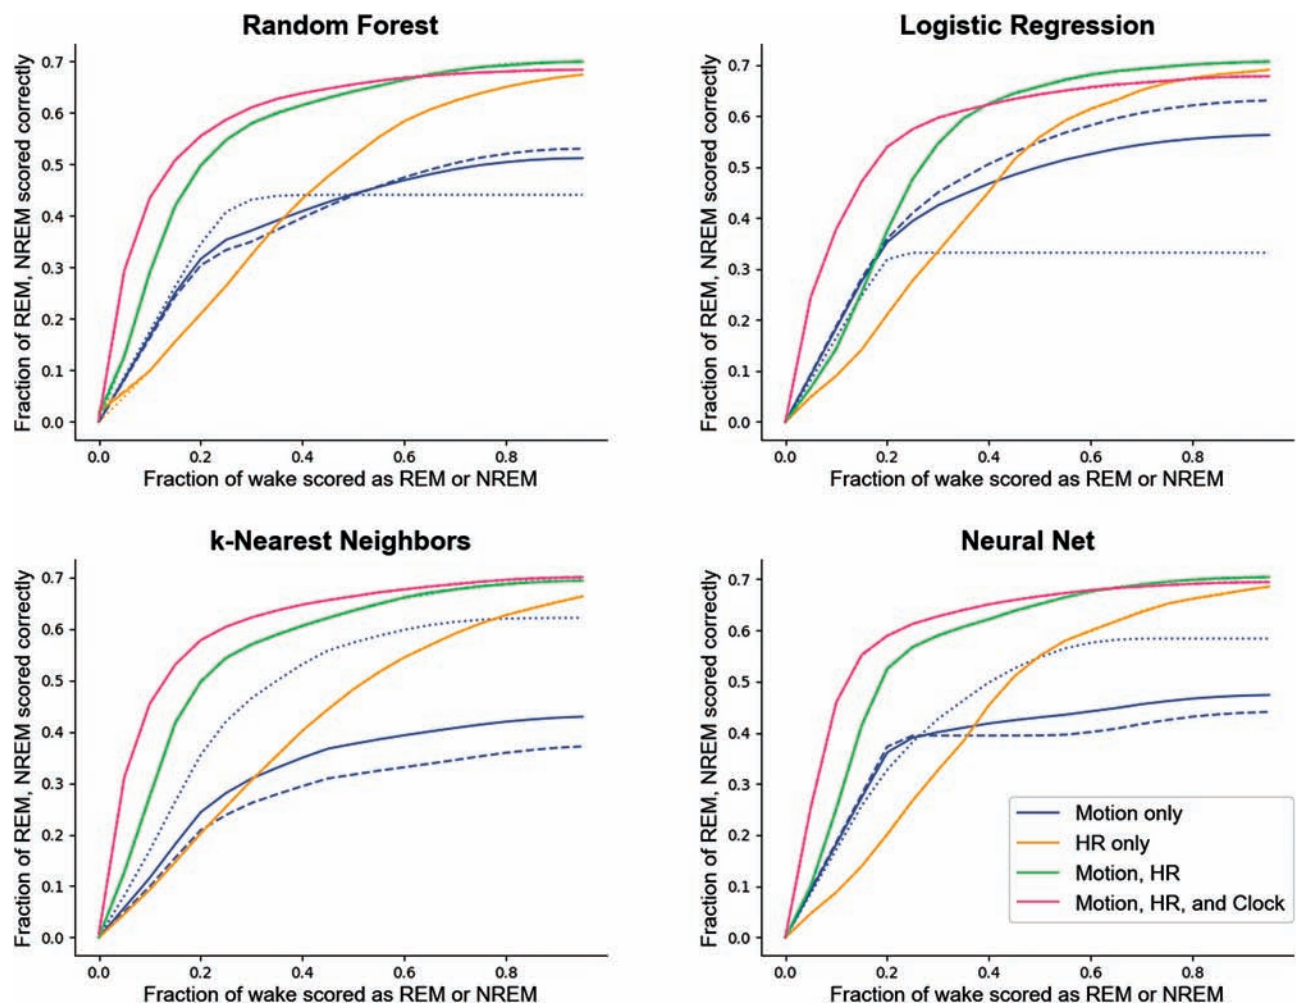 Random Forest
Fraction of REM, NREM scored correctly
0.7
0.6
0.5
0.4
0.3
0.2
0.1
0.0
0.0 0.2 0.4 0.6 0.8
Fraction of wake scored as REM or NREM
Logistic Regression
Fraction of REM, NREM scored correctly
0.7
0.6
0.5
0.4
0.3
0.2
0.1
0.0
0.0 0.2 0.4 0.6 0.8
Fraction of wake scored as REM or NREM
k-Nearest Neighbors
Fraction of REM, NREM scored correctly
0.7
0.6
0.5
0.4
0.3
0.2
0.1
0.0
0.0 0.2 0.4 0.6 0.8
Fraction of wake scored as REM or NREM
Neural Net
Fraction of REM, NREM scored correctly
0.7
0.6
0.5
0.4
0.3
0.2
0.1
0.0
0.0 0.2 0.4 0.6 0.8
Fraction of wake scored as REM or NREM
Motion only
HR only
Motion, HR
Motion, HR, and Clock